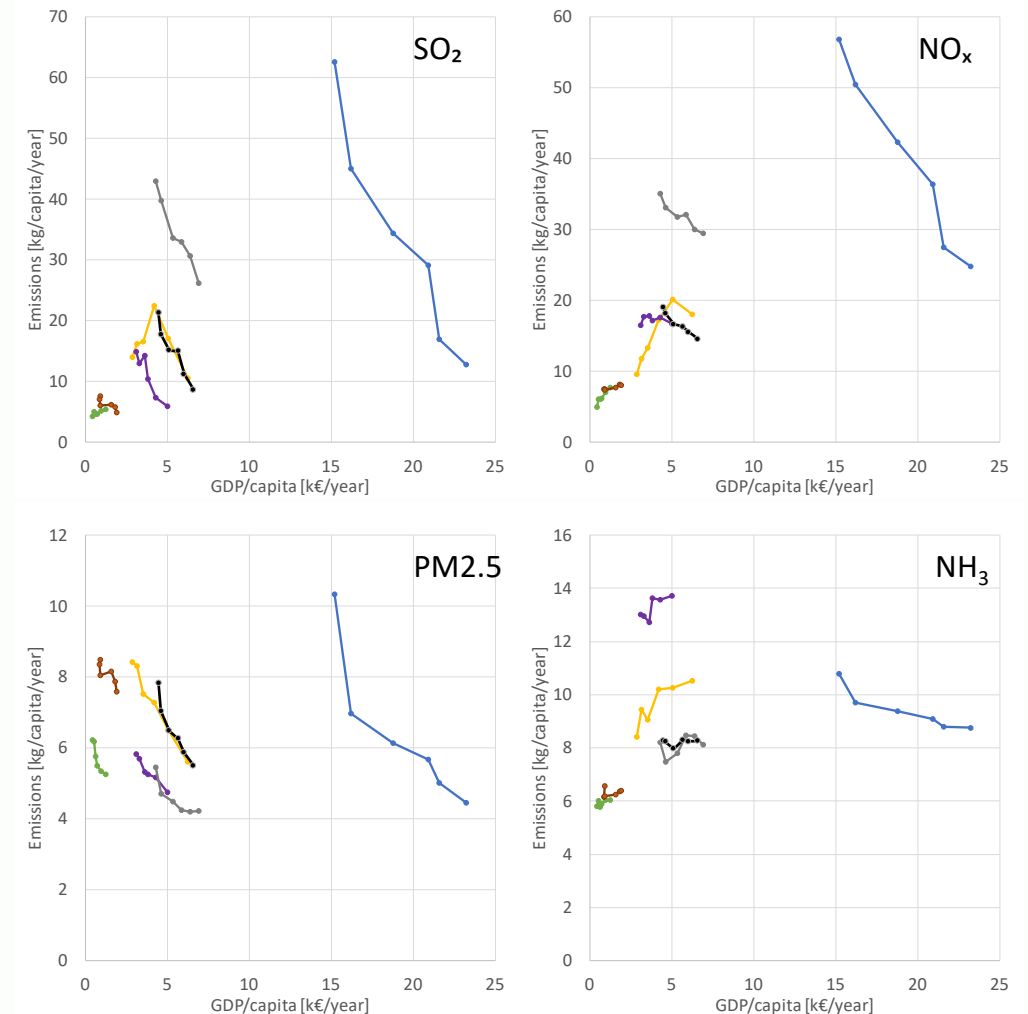 SO₂
70
60
50
40
30
20
10
0
Emissions [kg/capita/year]
0 5 10 15 20 25
GDP/capita [k€/year]
NOₓ
60
50
40
30
20
10
0
Emissions [kg/capita/year]
0 5 10 15 20 25
GDP/capita [k€/year]
PM2.5
12
10
8
6
4
2
0
Emissions [kg/capita/year]
0 5 10 15 20 25
GDP/capita [k€/year]
NH₃
16
14
12
10
8
6
4
2
0
Emissions [kg/capita/year]
0 5 10 15 20 25
GDP/capita [k€/year]